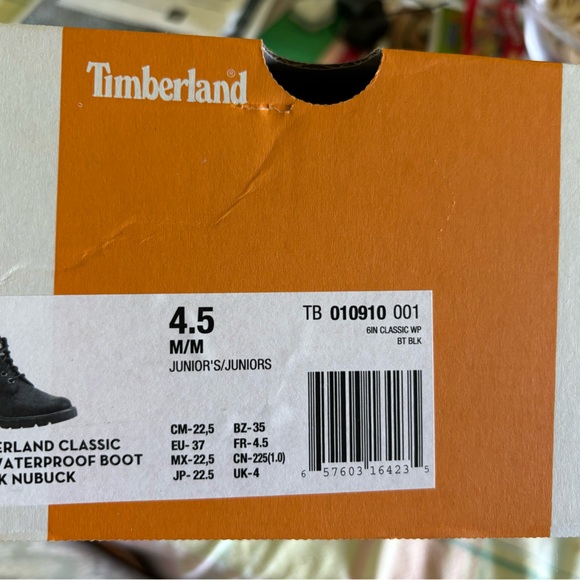 Timberland®
4.5
M/M
JUNIOR'S/JUNIORS
TB 010910 001
6IN CLASSIC WP
BT BLK
ERLAND CLASSIC
WATERPROOF BOOT
K NUBUCK
CM-22,5 BZ-35
EU-37 FR-4.5
MX-22,5 CN-225(1.0)
JP-22.5 UK-4
6 57603 16423 5